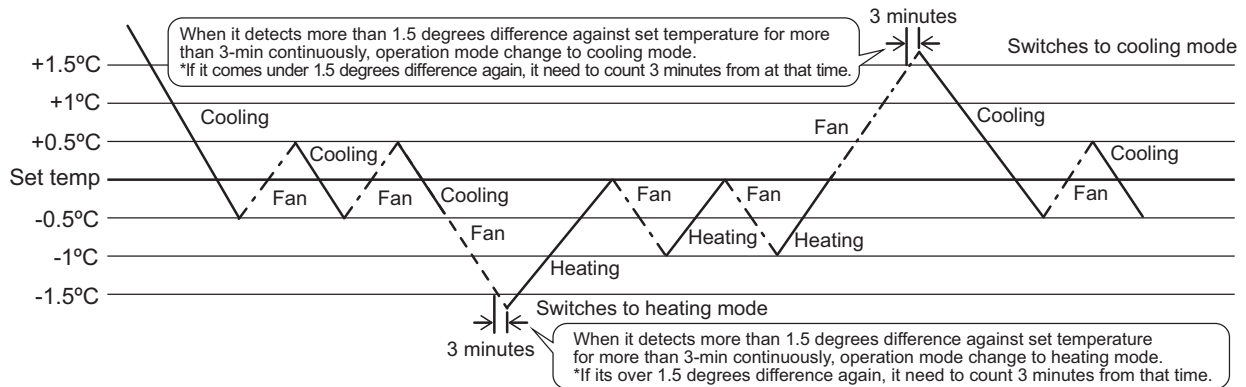 3 minutes
When it detects more than 1.5 degrees difference against set temperature for more
than 3-min continuously, operation mode change to cooling mode.
*If it comes under 1.5 degrees difference again, it need to count 3 minutes from at that time.
Switches to cooling mode
+1.5ºC
+1ºC
Cooling
Fan
Cooling
+0.5ºC
Cooling
Cooling
Set temp
Fan
Fan
Cooling
Fan
Fan
Fan
-0.5ºC
Fan
Heating
Heating
-1ºC
Heating
-1.5ºC
Switches to heating mode
3 minutes
When it detects more than 1.5 degrees difference against set temperature
for more than 3-min continuously, operation mode change to heating mode.
*If its over 1.5 degrees difference again, it need to count 3 minutes from that time.